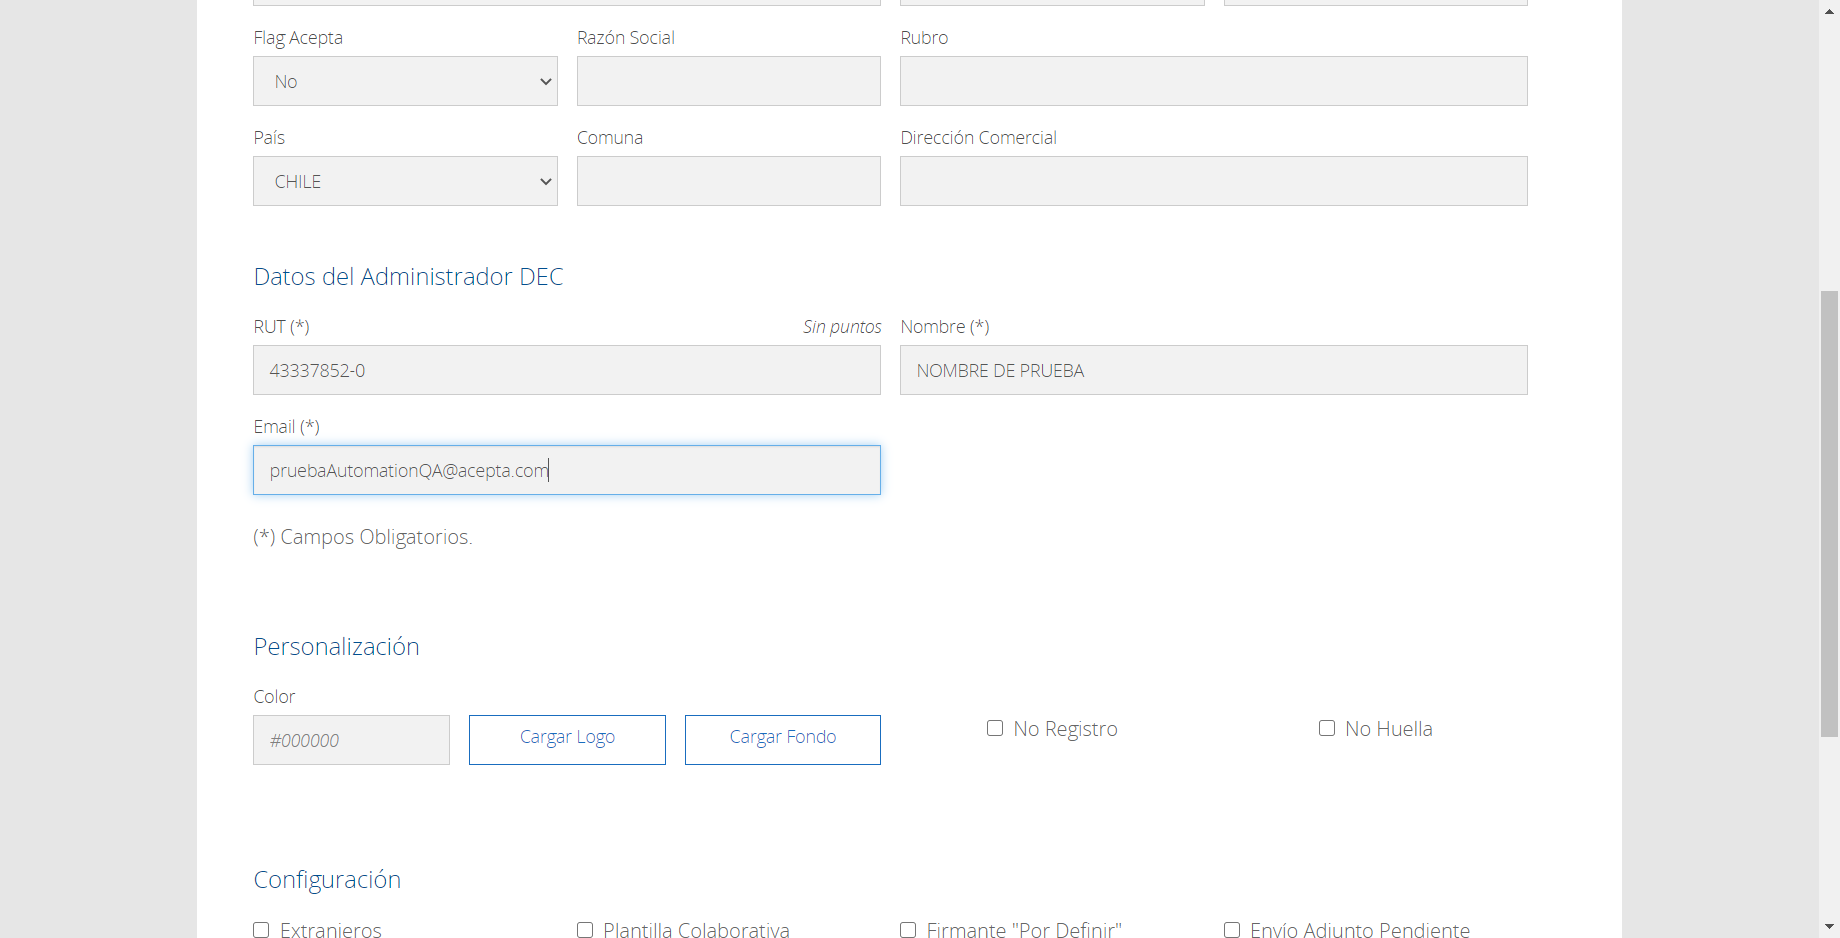 Flag Acepta Razón Social Rubro
No
País Comuna Dirección Comercial
CHILE
Datos del Administrador DEC
RUT (*) Sin puntos Nombre (*)
43337852-0 NOMBRE DE PRUEBA
Email (*)
pruebaAutomationQA@acepta.com
(*) Campos Obligatorios.
Personalización
Color
#000000 Cargar Logo Cargar Fondo No Registro No Huella
Configuración
Extranjeros Plantilla Colaborativa Firmante "Por Definir" Envío Adjunto Pendiente